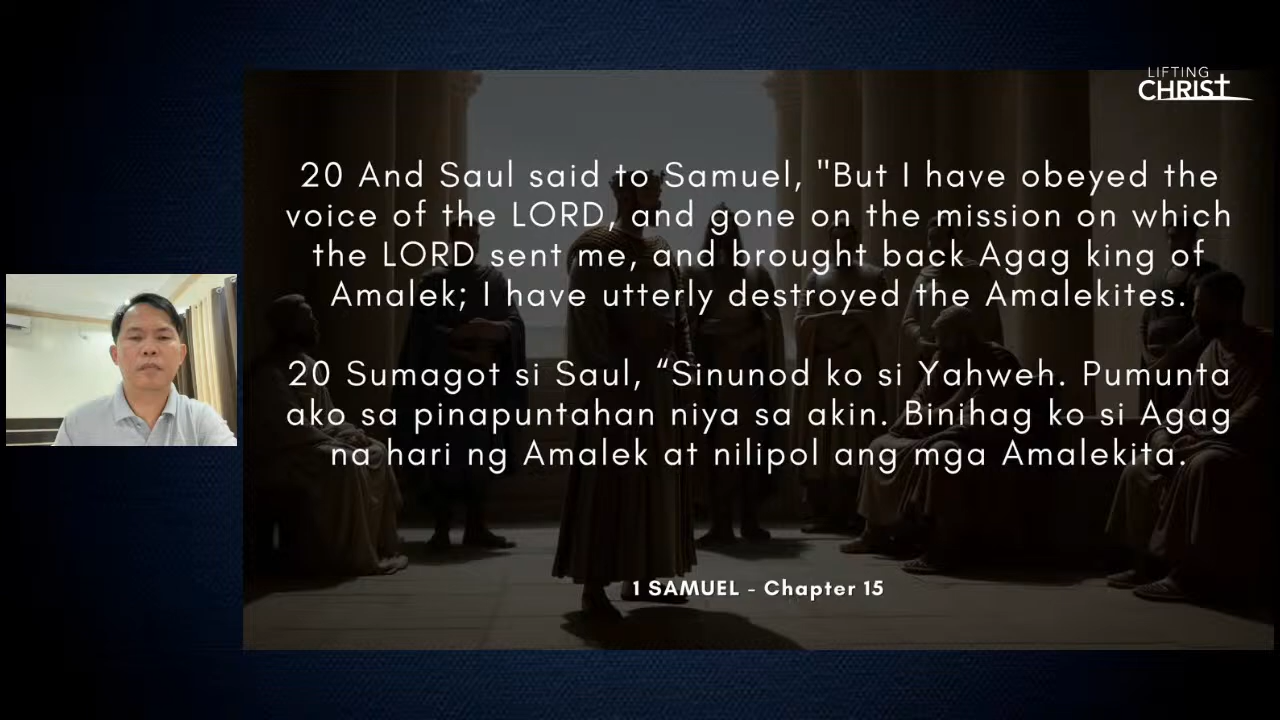 LIFTING
CHRIST
20 And Saul said to Samuel, "But I have obeyed the
voice of the LORD, and gone on the mission on which
the LORD sent me, and brought back Agag king of
Amalek; I have utterly destroyed the Amalekites.
20 Sumagot si Saul, “Sinunod ko si Yahweh. Pumunta
ako sa pinapuntahan niya sa akin. Binihag ko si Agag
na hari ng Amalek at nilipol ang mga Amalekita.
1 SAMUEL - Chapter 15